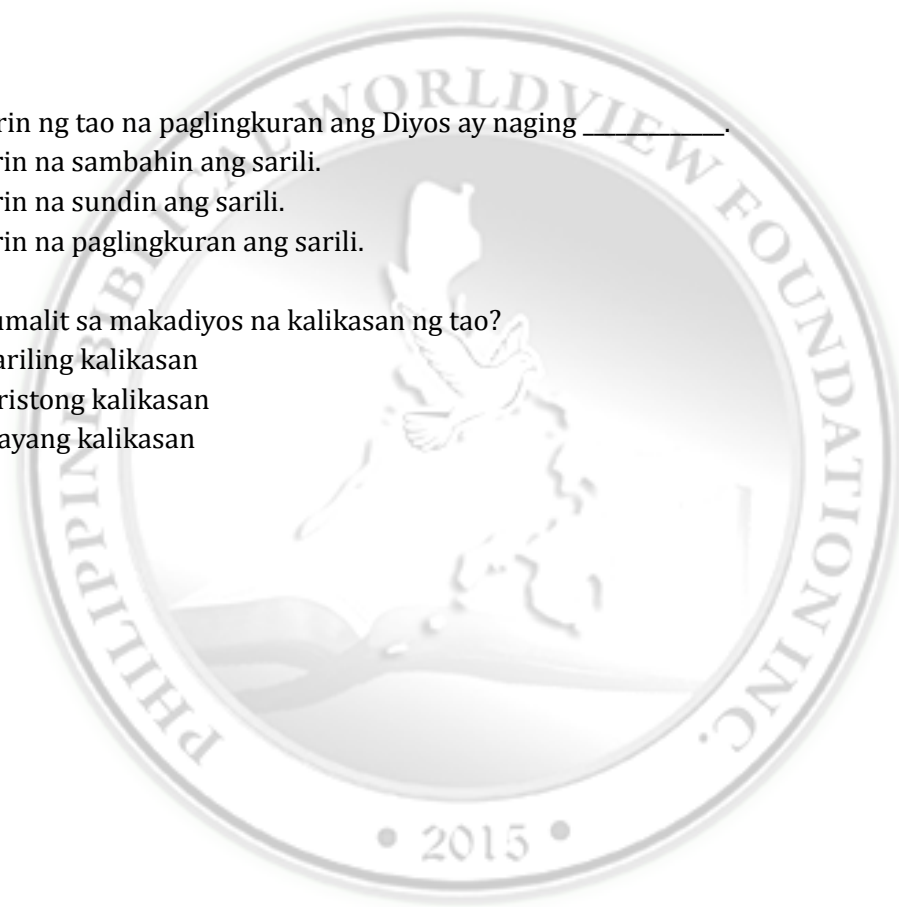 rin ng tao na paglingkuran ang Diyos ay naging _____________.
rin na sambahin ang sarili.
rin na sundin ang sarili.
rin na paglingkuran ang sarili.
umalit sa makadiyos na kalikasan ng tao?
ariling kalikasan
ristong kalikasan
ayang kalikasan
PHILIPPINE BIBLICAL WORLDVIEW FOUNDATION INC.
• 2015 •